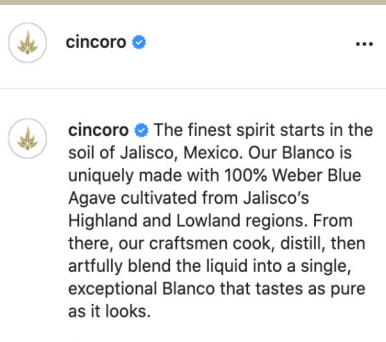 cincoro
cincoro The finest spirit starts in the
soil of Jalisco, Mexico. Our Blanco is
uniquely made with 100% Weber Blue
Agave cultivated from Jalisco’s
Highland and Lowland regions. From
there, our craftsmen cook, distill, then
artfully blend the liquid into a single,
exceptional Blanco that tastes as pure
as it looks.